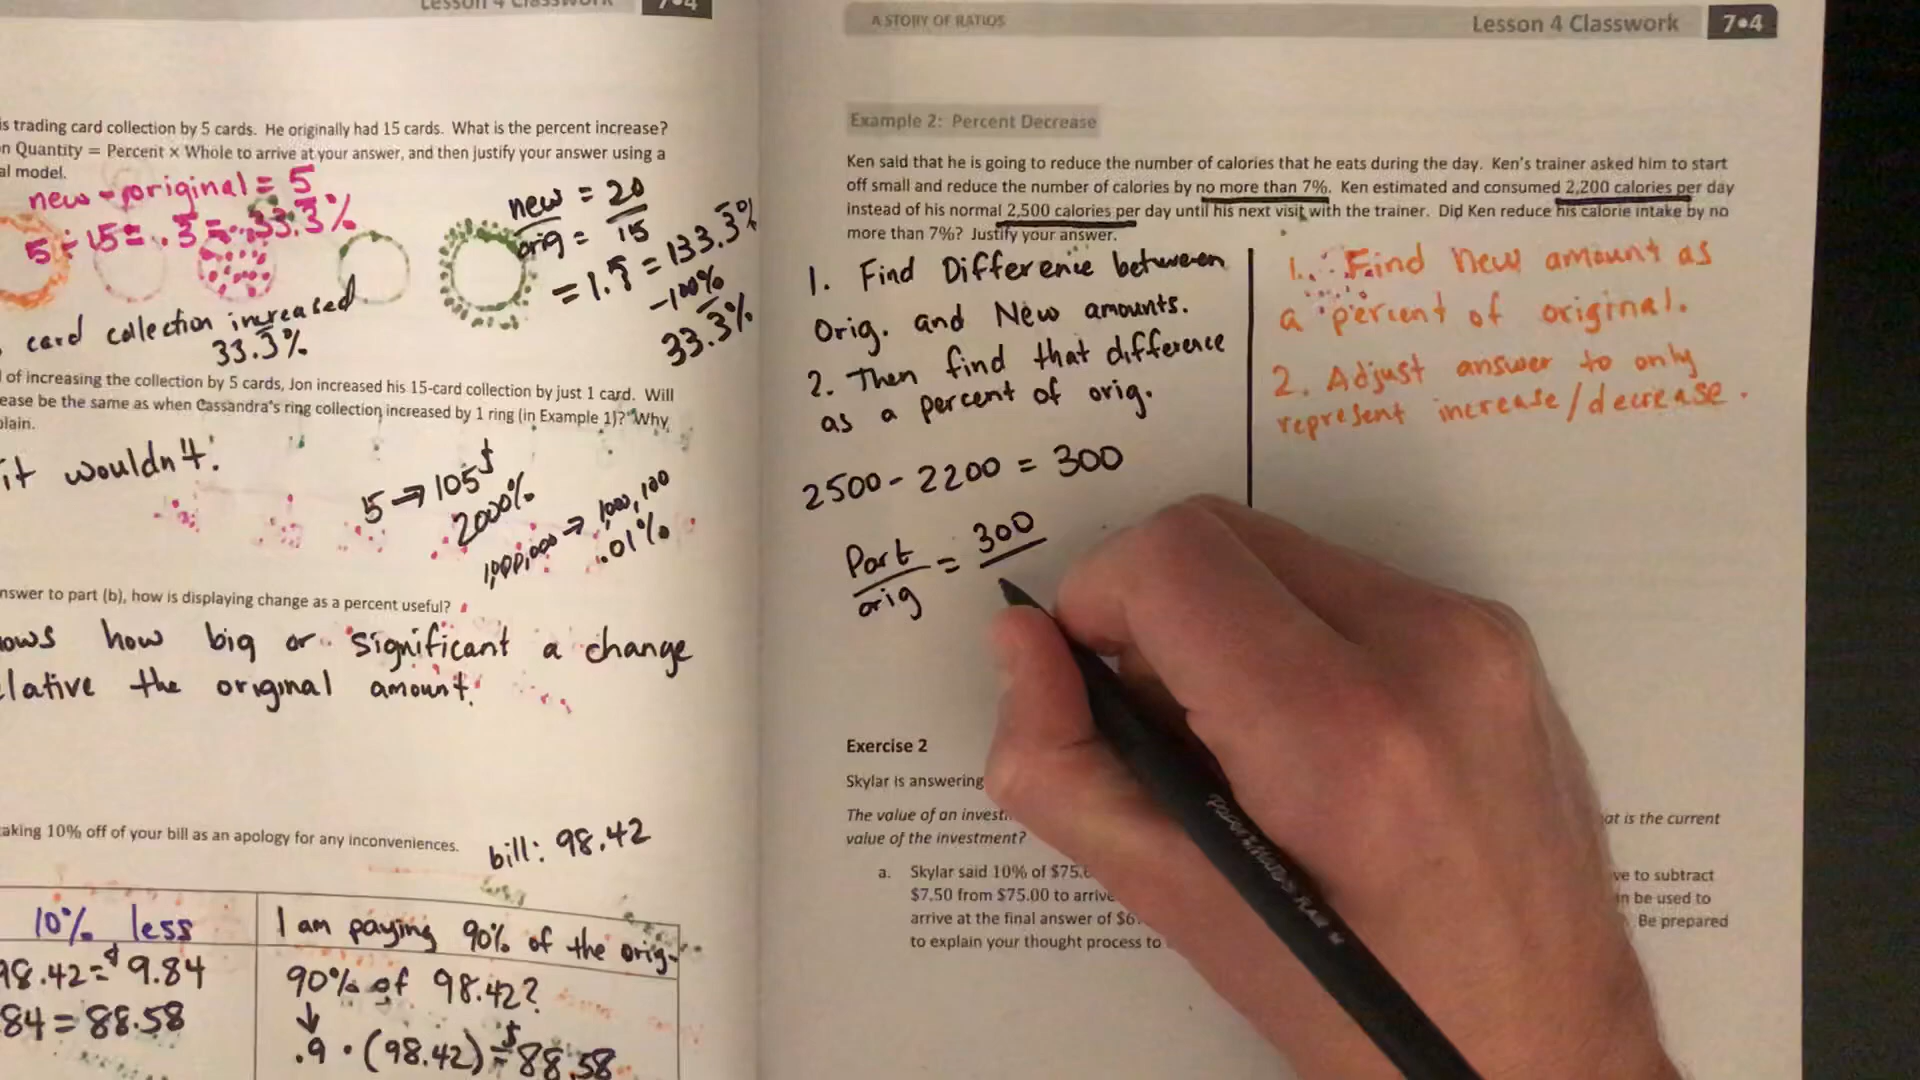 Lesson 4 Classwork 7•4
is trading card collection by 5 cards. He originally had 15 cards. What is the percent increase?
n Quantity = Percent × Whole to arrive at your answer, and then justify your answer using a
al model.
new - original = 5
5 ÷ 15 = .3̅ = 33.3̅%
new = 20
orig = 15
= 1.3̅ = 133.3̅%
-100%
33.3̅%
card collection increased
33.3̅%
of increasing the collection by 5 cards, Jon increased his 15-card collection by just 1 card. Will
ease be the same as when Cassandra's ring collection increased by 1 ring (in Example 1)? Why
plain.
it wouldn't.
5 → 105
2000%
1,000,000 → 1,000,100
.01%
nswer to part (b), how is displaying change as a percent useful?
ows how big or significant a change
elative the original amount.
aking 10% off of your bill as an apology for any inconveniences.
bill: 98.42
10% less
98.42 = $9.84
84 = 88.58
I am paying 90% of the orig.
90% of 98.42?
↓
.9 • (98.42) = $88.58
A STORY OF RATIOS Lesson 4 Classwork 7•4
Example 2: Percent Decrease
Ken said that he is going to reduce the number of calories that he eats during the day. Ken's trainer asked him to start
off small and reduce the number of calories by no more than 7%. Ken estimated and consumed 2,200 calories per day
instead of his normal 2,500 calories per day until his next visit with the trainer. Did Ken reduce his calorie intake by no
more than 7%? Justify your answer.
1. Find Difference between
Orig. and New amounts.
2. Then find that difference
as a percent of orig.
2500 - 2200 = 300
Part = 300
orig
1. Find new amount as
a percent of original.
2. Adjust answer to only
represent increase/decrease.
Exercise 2
Skylar is answering
The value of an invest at is the current
value of the investment?
a. Skylar said 10% of $75. ve to subtract
$7.50 from $75.00 to arrive n be used to
arrive at the final answer of $6 Be prepared
to explain your thought process to